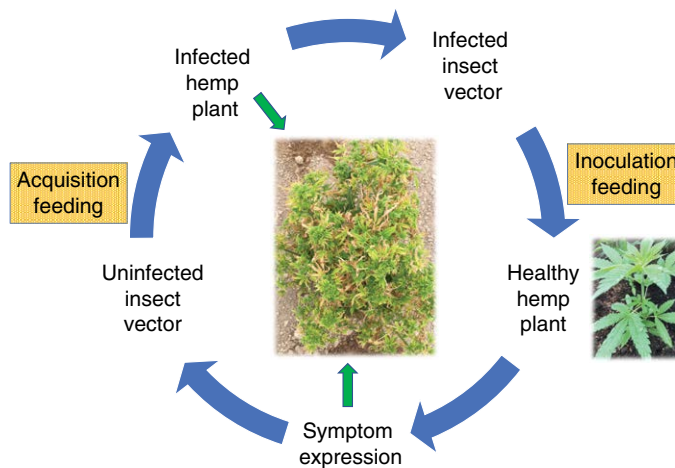 Infected
hemp
plant
Infected
insect
vector
Inoculation
feeding
Healthy
hemp
plant
Symptom
expression
Uninfected
insect
vector
Acquisition
feeding